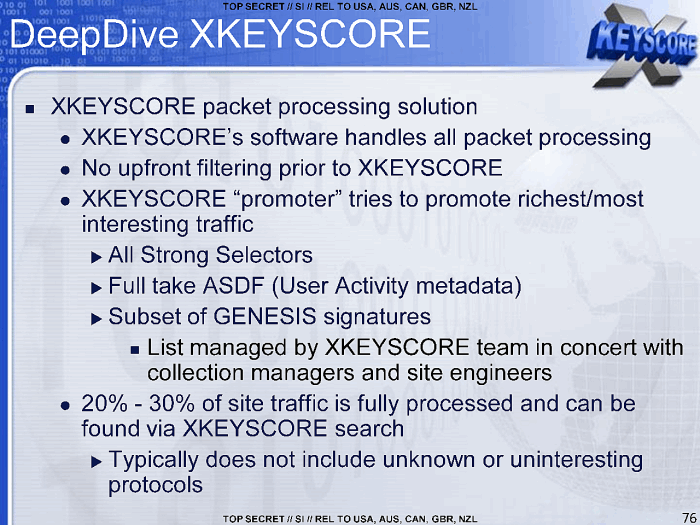 TOP SECRET // SI // REL TO USA, AUS, CAN, GBR, NZL
DeepDive XKEYSCORE
X
KEYSCORE
■ XKEYSCORE packet processing solution
● XKEYSCORE’s software handles all packet processing
● No upfront filtering prior to XKEYSCORE
● XKEYSCORE “promoter” tries to promote richest/most
interesting traffic
▶ All Strong Selectors
▶ Full take ASDF (User Activity metadata)
▶ Subset of GENESIS signatures
■ List managed by XKEYSCORE team in concert with
collection managers and site engineers
● 20% - 30% of site traffic is fully processed and can be
found via XKEYSCORE search
▶ Typically does not include unknown or uninteresting
protocols
TOP SECRET // SI // REL TO USA, AUS, CAN, GBR, NZL
76